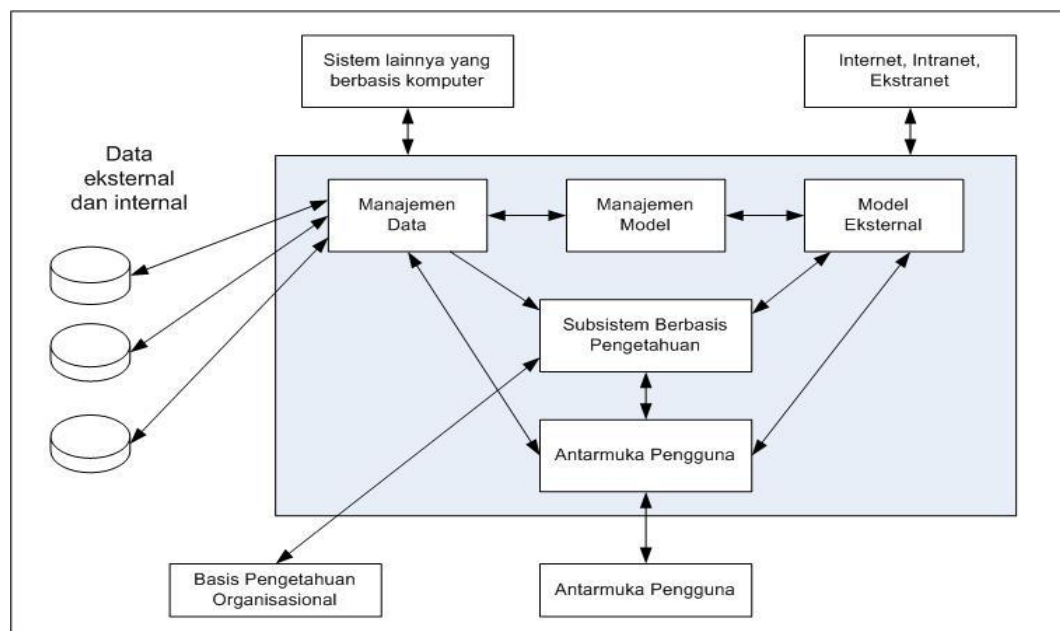 Sistem lainnya yang
berbasis komputer
Internet, Intranet,
Ekstranet
Data
eksternal
dan internal
Manajemen
Data
Manajemen
Model
Model
Eksternal
Subsistem Berbasis
Pengetahuan
Antarmuka Pengguna
Basis Pengetahuan
Organisasional
Antarmuka Pengguna